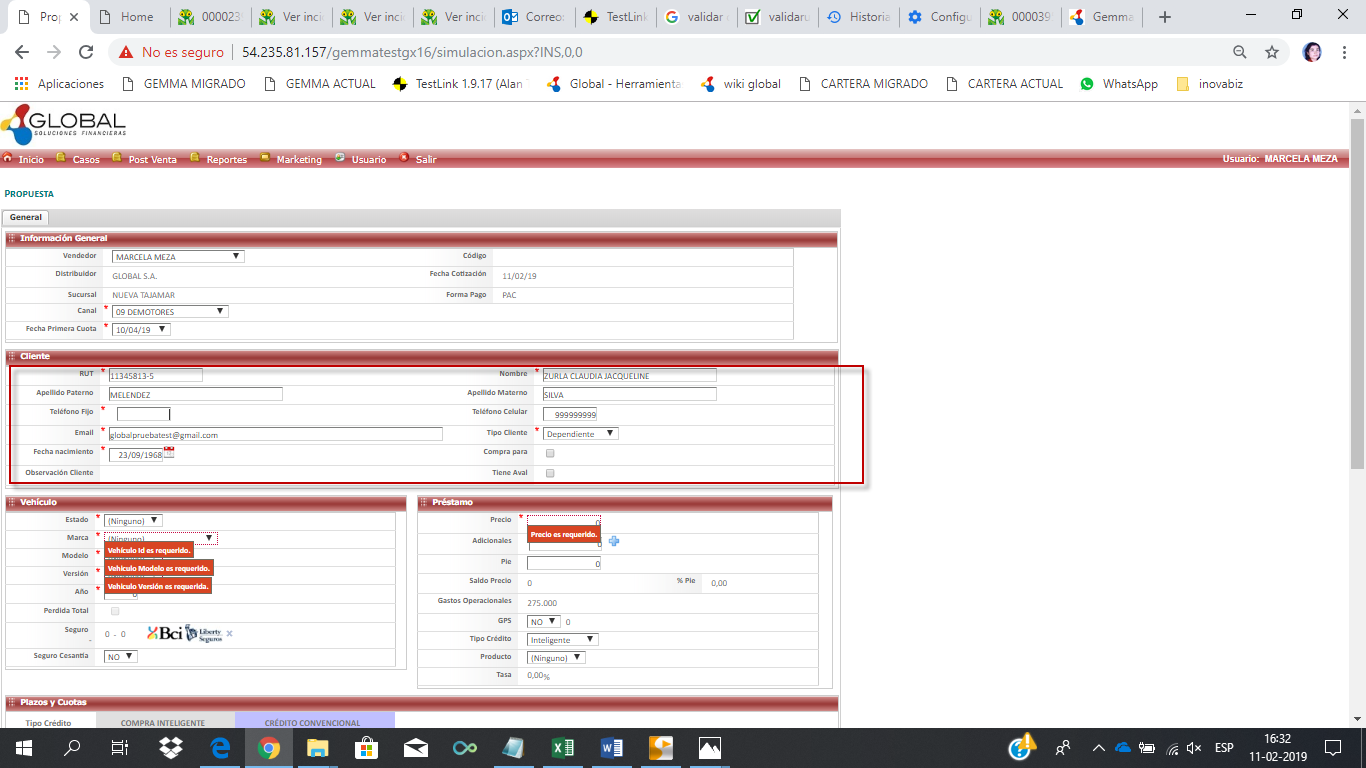 Prop
Home
000023
Ver inci
Ver inci
Ver inci
Correo:
TestLink
validar
validaru
Historia
Configu
000039
Gemma
No es seguro | 54.235.81.157/gemmatestgx16/simulacion.aspx?INS,0,0
Aplicaciones GEMMA MIGRADO GEMMA ACTUAL TestLink 1.9.17 (Alan Global - Herramienta wiki global CARTERA MIGRADO CARTERA ACTUAL WhatsApp inovabiz
GLOBAL
SOLUCIONES FINANCIERAS
Inicio Casos Post Venta Reportes Marketing Usuario Salir Usuario: MARCELA MEZA
PROPUESTA
General
Información General
Vendedor MARCELA MEZA Código
Distribuidor GLOBAL S.A. Fecha Cotización 11/02/19
Sucursal NUEVA TAJAMAR Forma Pago PAC
Canal * 09 DEMOTORES
Fecha Primera Cuota * 10/04/19
Cliente
RUT * 11345813-5 Nombre * ZURLA CLAUDIA JACQUELINE
Apellido Paterno MELENDEZ Apellido Materno SILVA
Teléfono Fijo * Teléfono Celular 999999999
Email * globalpruebatest@gmail.com Tipo Cliente * Dependiente
Fecha nacimiento * 23/09/1968 Compra para
Observación Cliente Tiene Aval
Vehículo
Estado * (Ninguno)
Marca * (Ninguno)
Vehículo Id es requerido.
Modelo *
Vehículo Modelo es requerido.
Versión *
Vehículo Versión es requerida.
Año * 0
Perdida Total
Seguro - 0 - 0 Bci Liberty Seguros
Seguro Cesantía NO
Préstamo
Precio * 0
Precio es requerido.
Adicionales 0
Pie 0
Saldo Precio 0 % Pie 0,00
Gastos Operacionales 275.000
GPS NO 0
Tipo Crédito Inteligente
Producto (Ninguno)
Tasa 0,00%
Plazos y Cuotas
Tipo Crédito COMPRA INTELIGENTE CRÉDITO CONVENCIONAL
ESP
16:32
11-02-2019